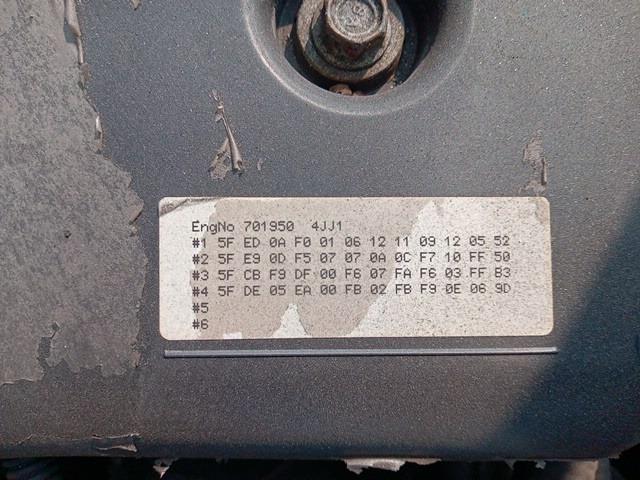 EngNo 701950 4JJ1
#1 5F ED 0A F0 01 06 12 11 09 12 05 52
#2 5F E9 0D F5 07 07 0A 0C F7 10 FF 50
#3 5F CB F9 DF 00 F6 07 FA F6 03 FF B3
#4 5F DE 05 EA 00 FB 02 FB F9 0E 06 9D
#5
#6